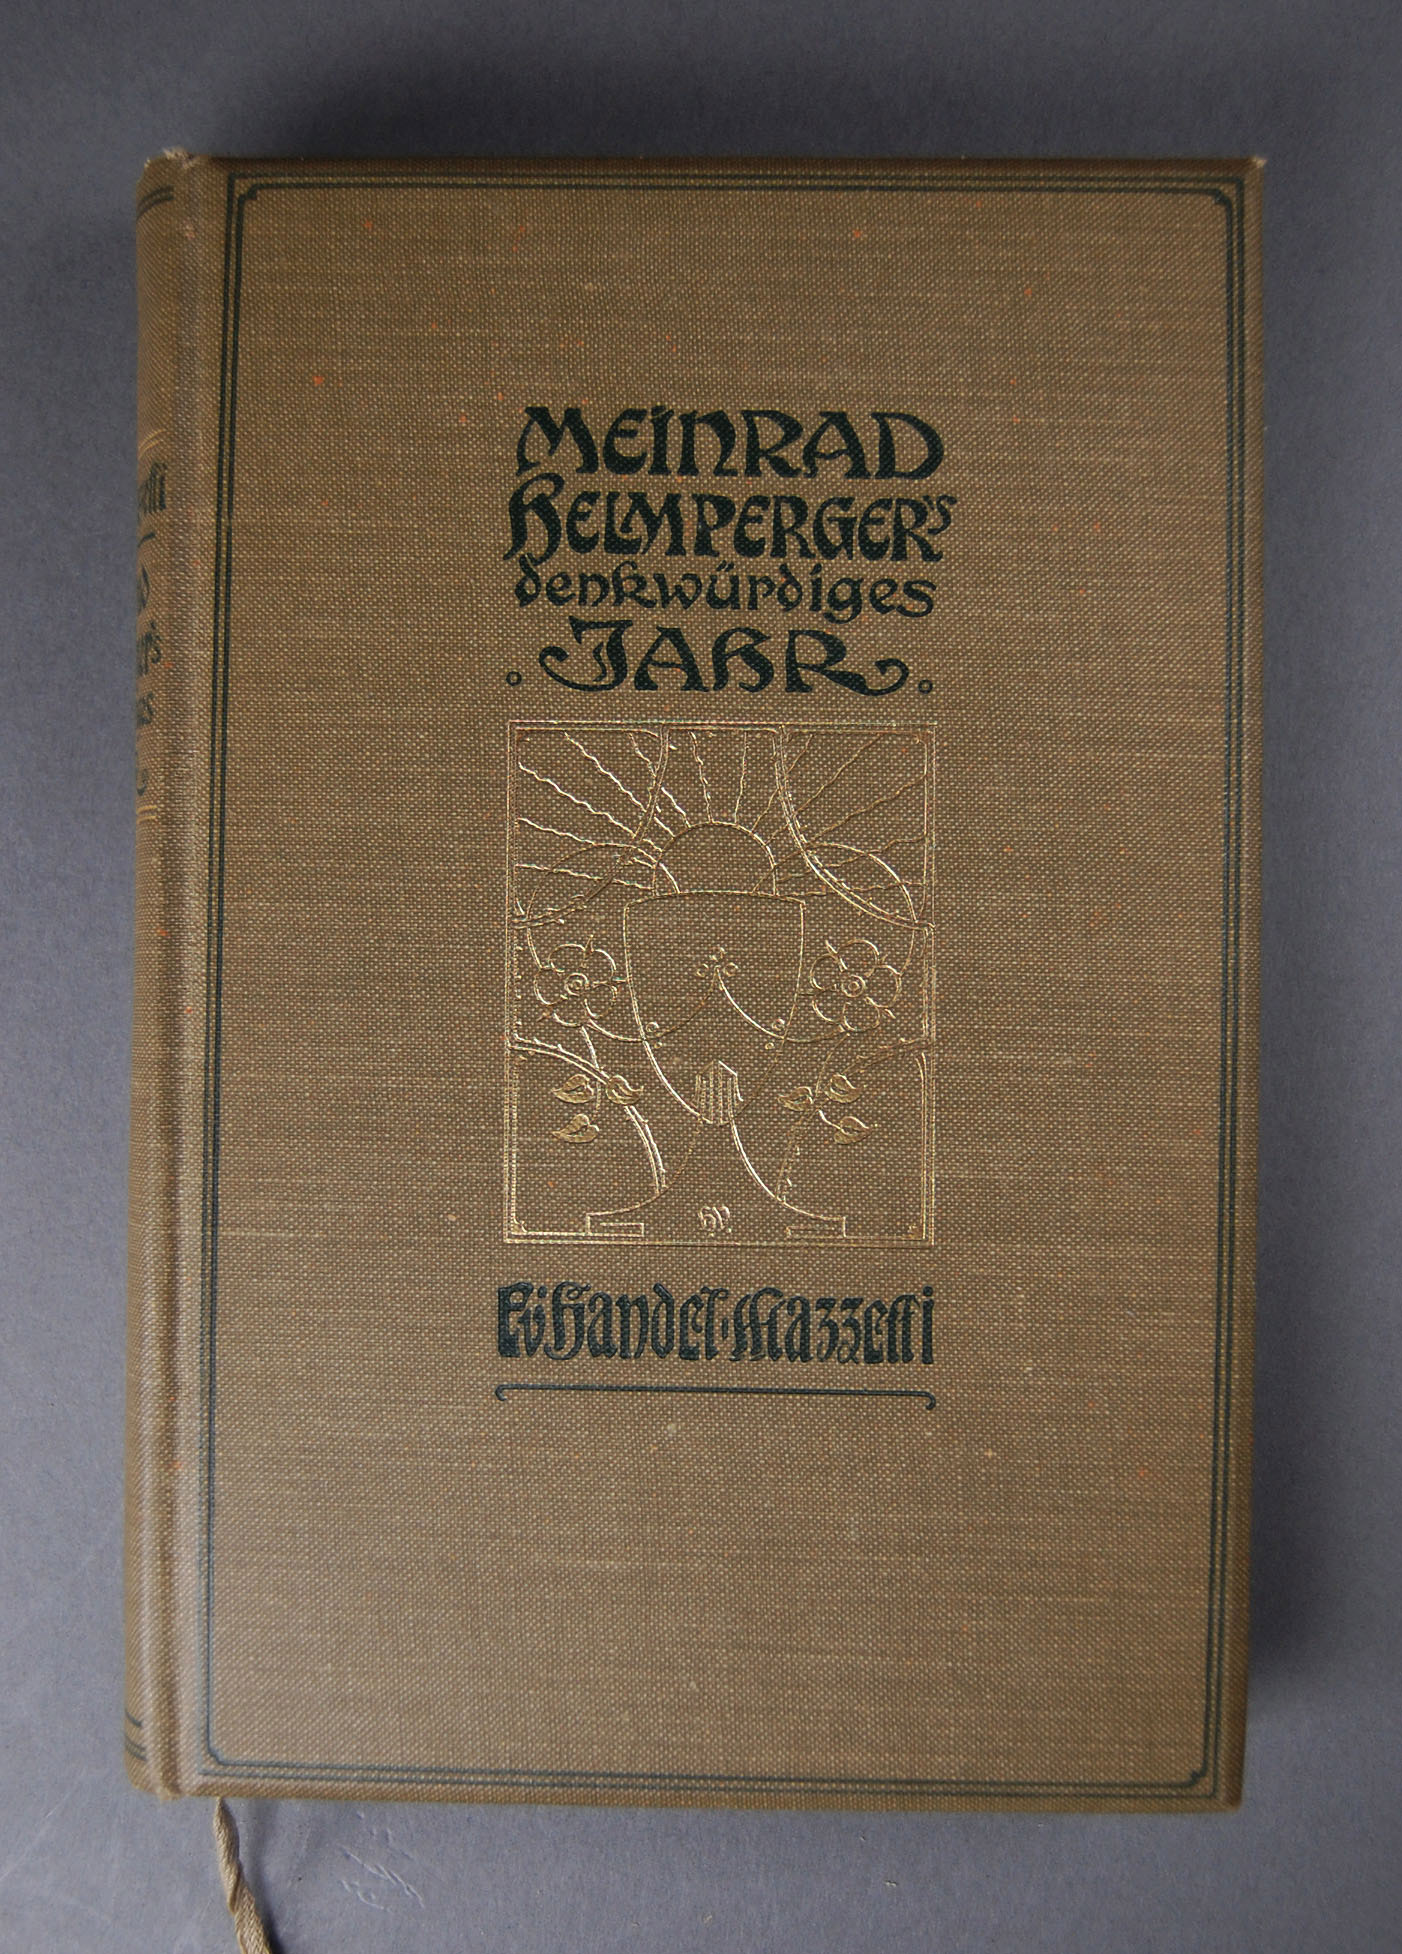 MEINRAD
HELMPERGER'S
denkwürdiges
JAHR
E.v. Handel-Mazzetti